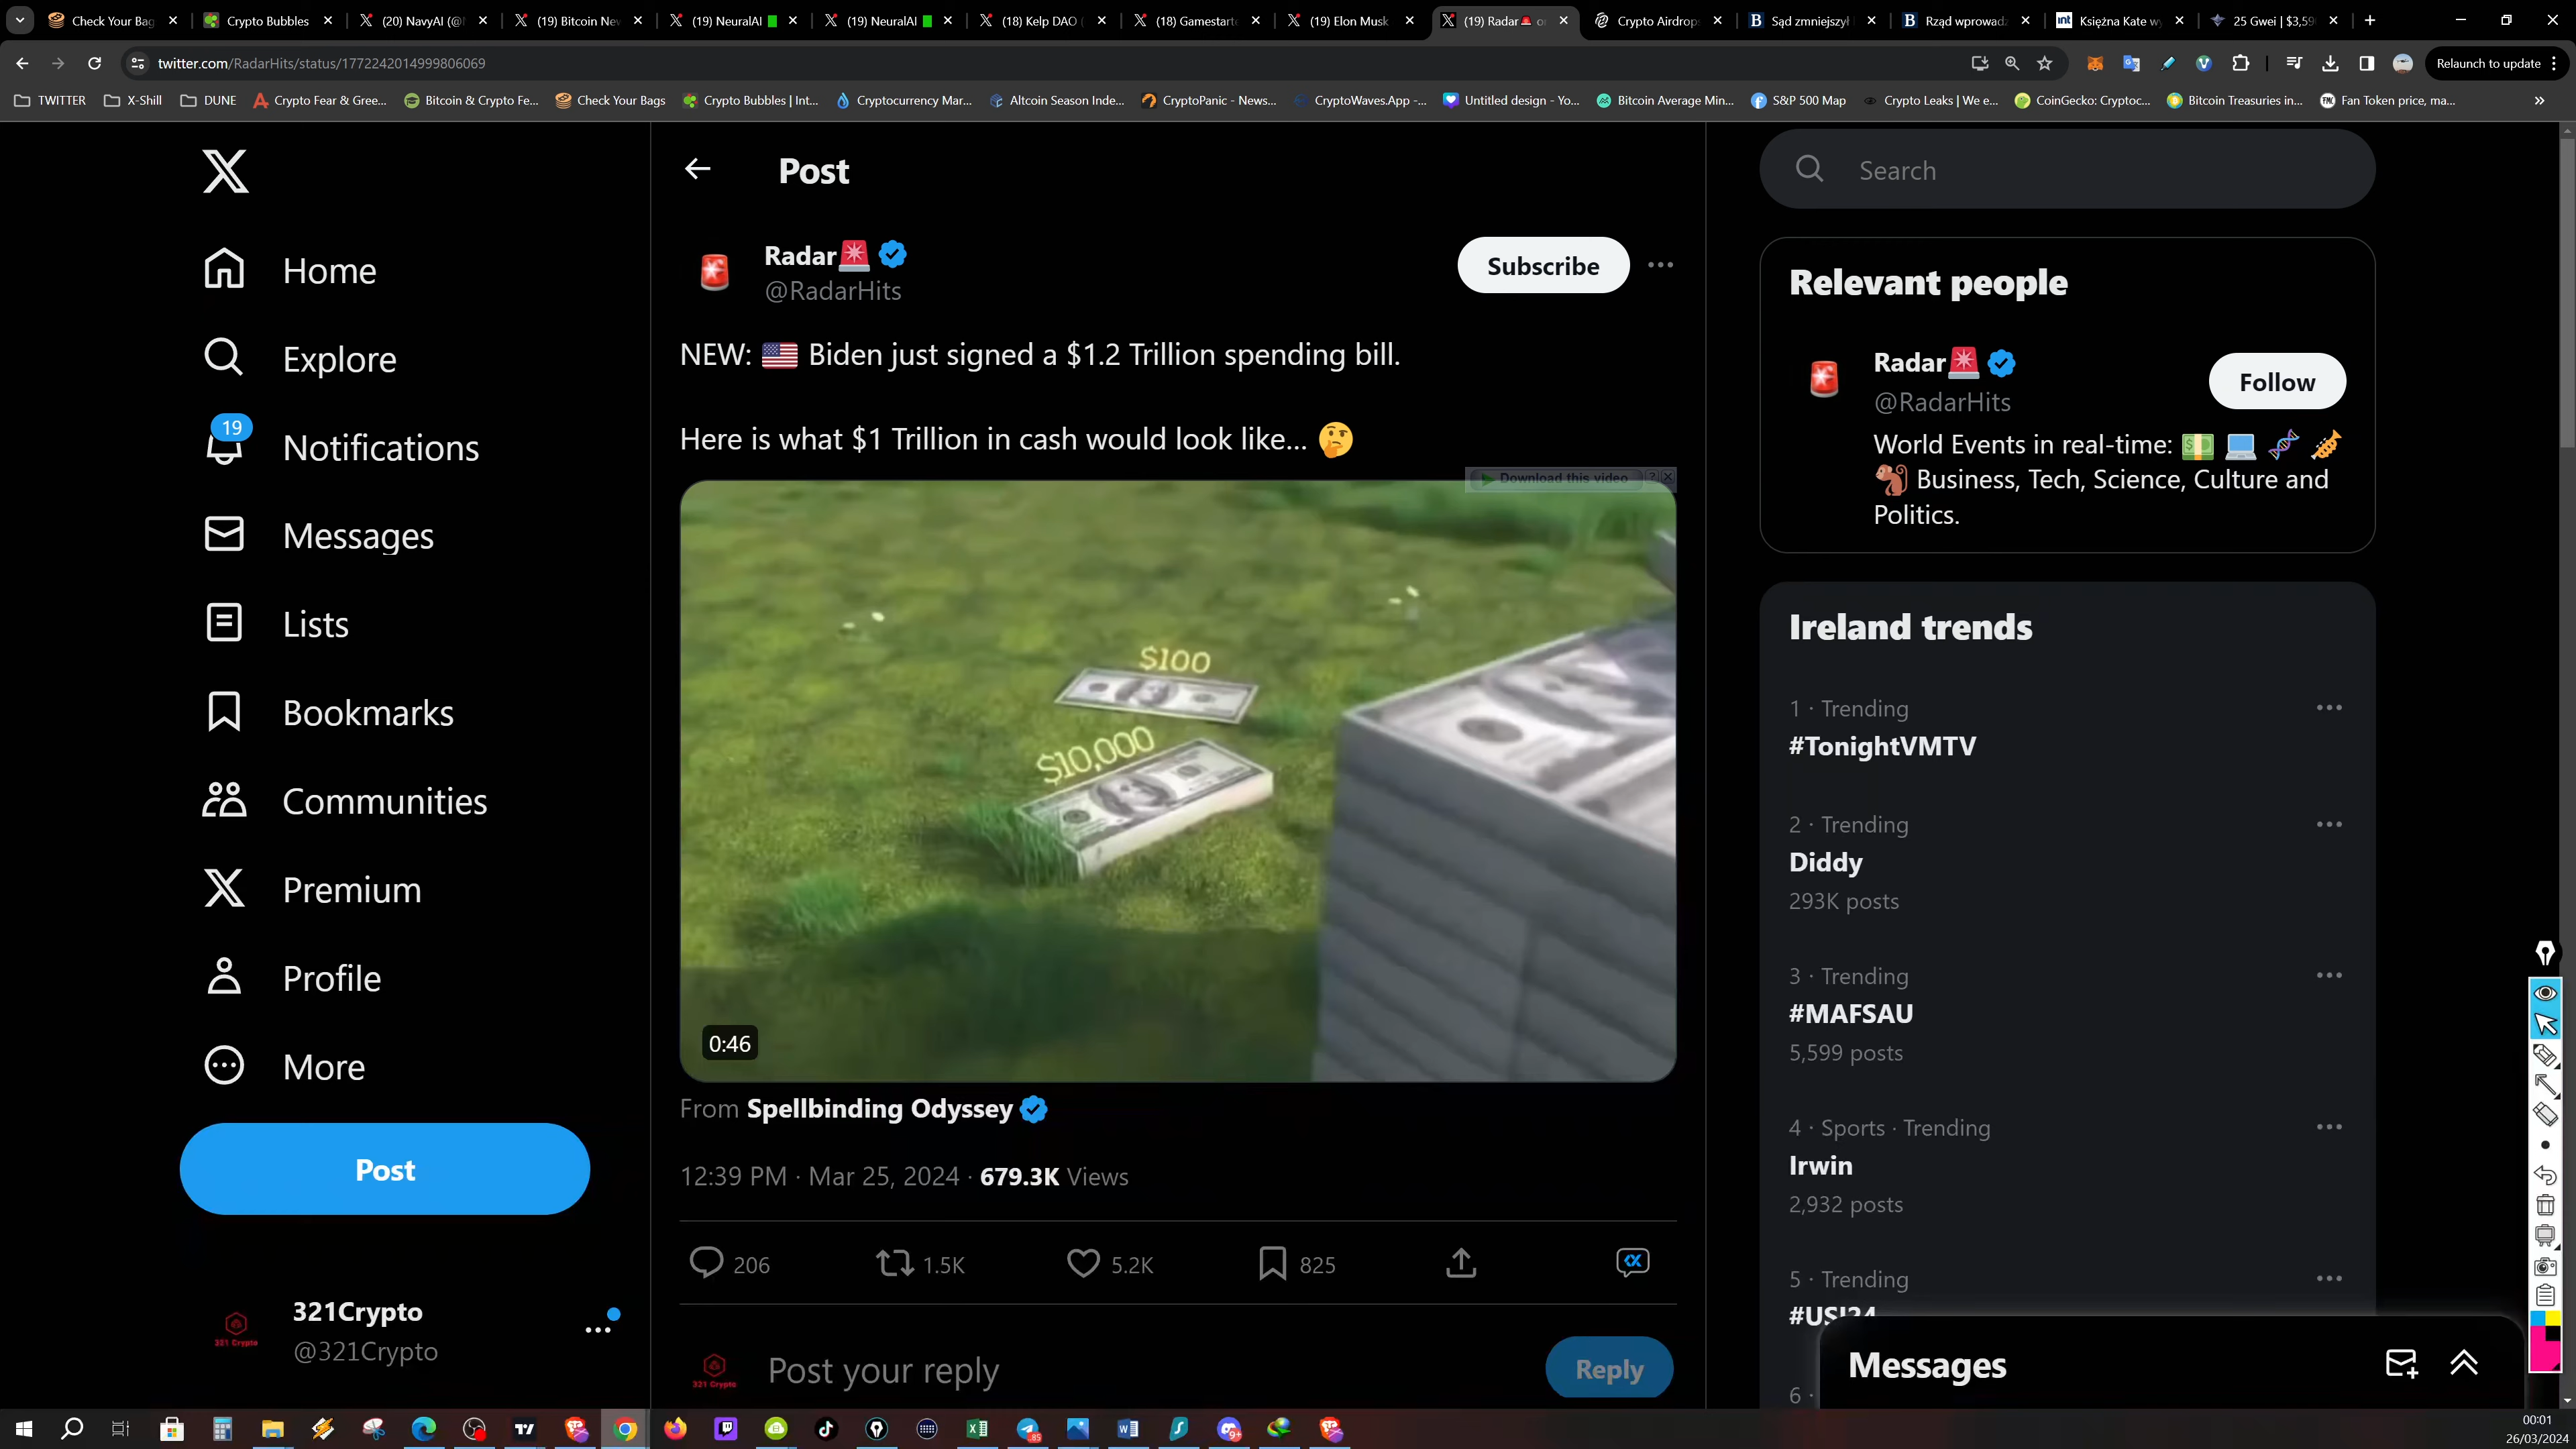 Check Your Bag
Crypto Bubbles
(20) NavyAI (@N
(19) Bitcoin Nev
(19) NeuralAI
(19) NeuralAI
(18) Kelp DAO (
(18) Gamestarte
(19) Elon Musk
(19) Radar
Crypto Airdrop
Sąd zmniejszył
Rząd wprowadz
Księżna Kate w
25 Gwei | $3,59
twitter.com/RadarHits/status/1772242014999806069
Relaunch to update
TWITTER
X-Shill
DUNE
Crypto Fear & Gree...
Bitcoin & Crypto Fe...
Check Your Bags
Crypto Bubbles | Int...
Cryptocurrency Mar...
Altcoin Season Inde...
CryptoPanic - News...
CryptoWaves.App -...
Untitled design - Yo...
Bitcoin Average Min...
S&P 500 Map
Crypto Leaks | We e...
CoinGecko: Cryptoc...
Bitcoin Treasuries in...
Fan Token price, ma...
Home
Explore
19
Notifications
Messages
Lists
Bookmarks
Communities
Premium
Profile
More
Post
321Crypto
@321Crypto
Post
Radar🚨
@RadarHits
Subscribe
NEW: 🇺🇸 Biden just signed a $1.2 Trillion spending bill.
Here is what $1 Trillion in cash would look like... 🤔
Download this video
$100
$10,000
0:46
From Spellbinding Odyssey
12:39 PM · Mar 25, 2024 · 679.3K Views
206
1.5K
5.2K
825
321 Crypto
Post your reply
Reply
Search
Relevant people
Radar🚨
@RadarHits
Follow
World Events in real-time: 💵 💻 🧬 🎺
🐒 Business, Tech, Science, Culture and
Politics.
Ireland trends
1 · Trending
#TonightVMTV
2 · Trending
Diddy
293K posts
3 · Trending
#MAFSAU
5,599 posts
4 · Sports · Trending
Irwin
2,932 posts
5 · Trending
6 ·
Messages
00:01
26/03/2024